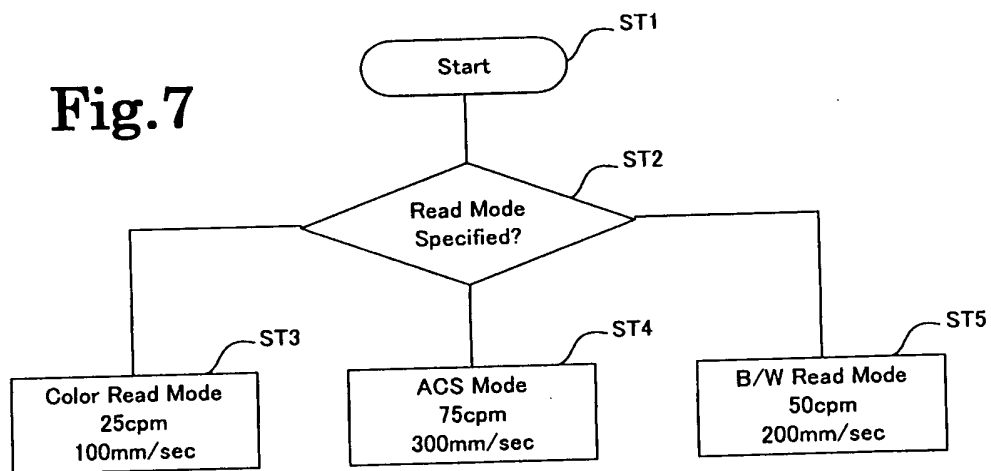 Fig.7
ST1
Start
ST2
Read Mode
Specified?
ST3
Color Read Mode
25cpm
100mm/sec
ST4
ACS Mode
75cpm
300mm/sec
ST5
B/W Read Mode
50cpm
200mm/sec